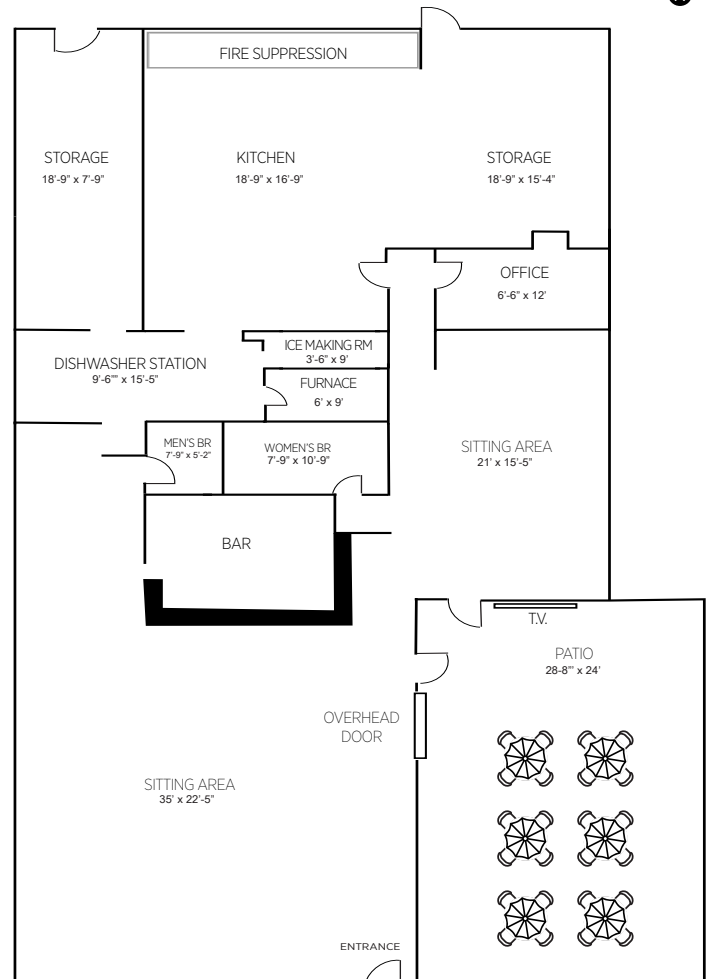 FIRE SUPPRESSION
STORAGE
18'-9" x 7'-9"
KITCHEN
18'-9" x 16'-9"
STORAGE
18'-9" x 15'-4"
OFFICE
6'-6" x 12'
ICE MAKING RM
3'-6" x 9'
DISHWASHER STATION
9'-6"" x 15'-5"
FURNACE
6' x 9'
MEN'S BR
7'-9" x 5'-2"
WOMEN'S BR
7'-9" x 10'-9"
SITTING AREA
21' x 15'-5"
BAR
T.V.
PATIO
28-8"' x 24'
OVERHEAD
DOOR
SITTING AREA
35' x 22'-5"
ENTRANCE